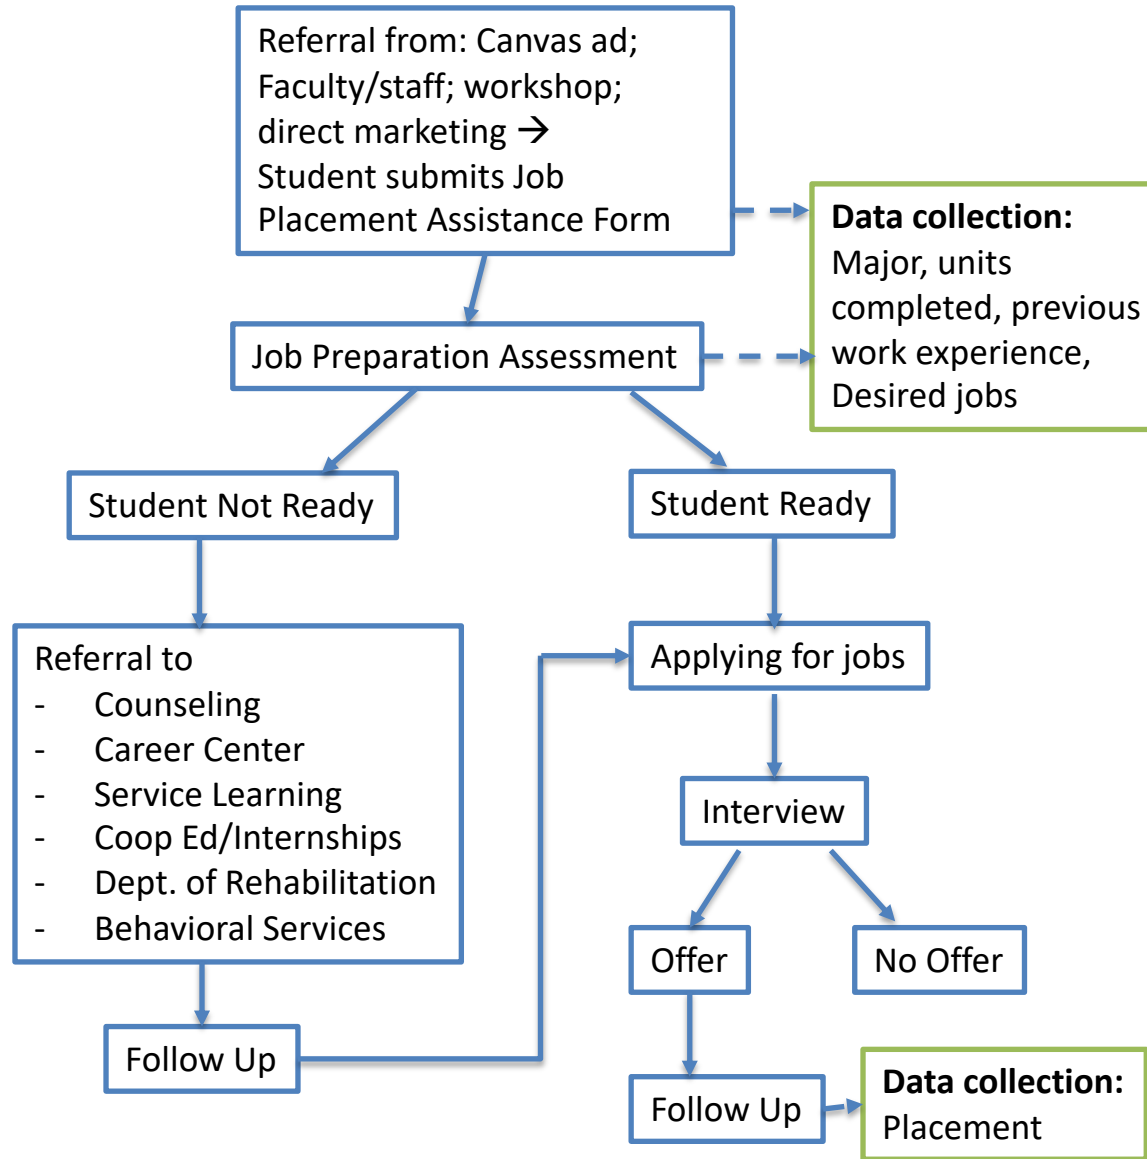 Referral from: Canvas ad;
Faculty/staff; workshop;
direct marketing →
Student submits Job
Placement Assistance Form
Data collection:
Major, units
completed, previous
work experience,
Desired jobs
Job Preparation Assessment
Student Not Ready
Student Ready
Referral to
- Counseling
- Career Center
- Service Learning
- Coop Ed/Internships
- Dept. of Rehabilitation
- Behavioral Services
Applying for jobs
Interview
Offer
No Offer
Follow Up
Follow Up
Data collection:
Placement